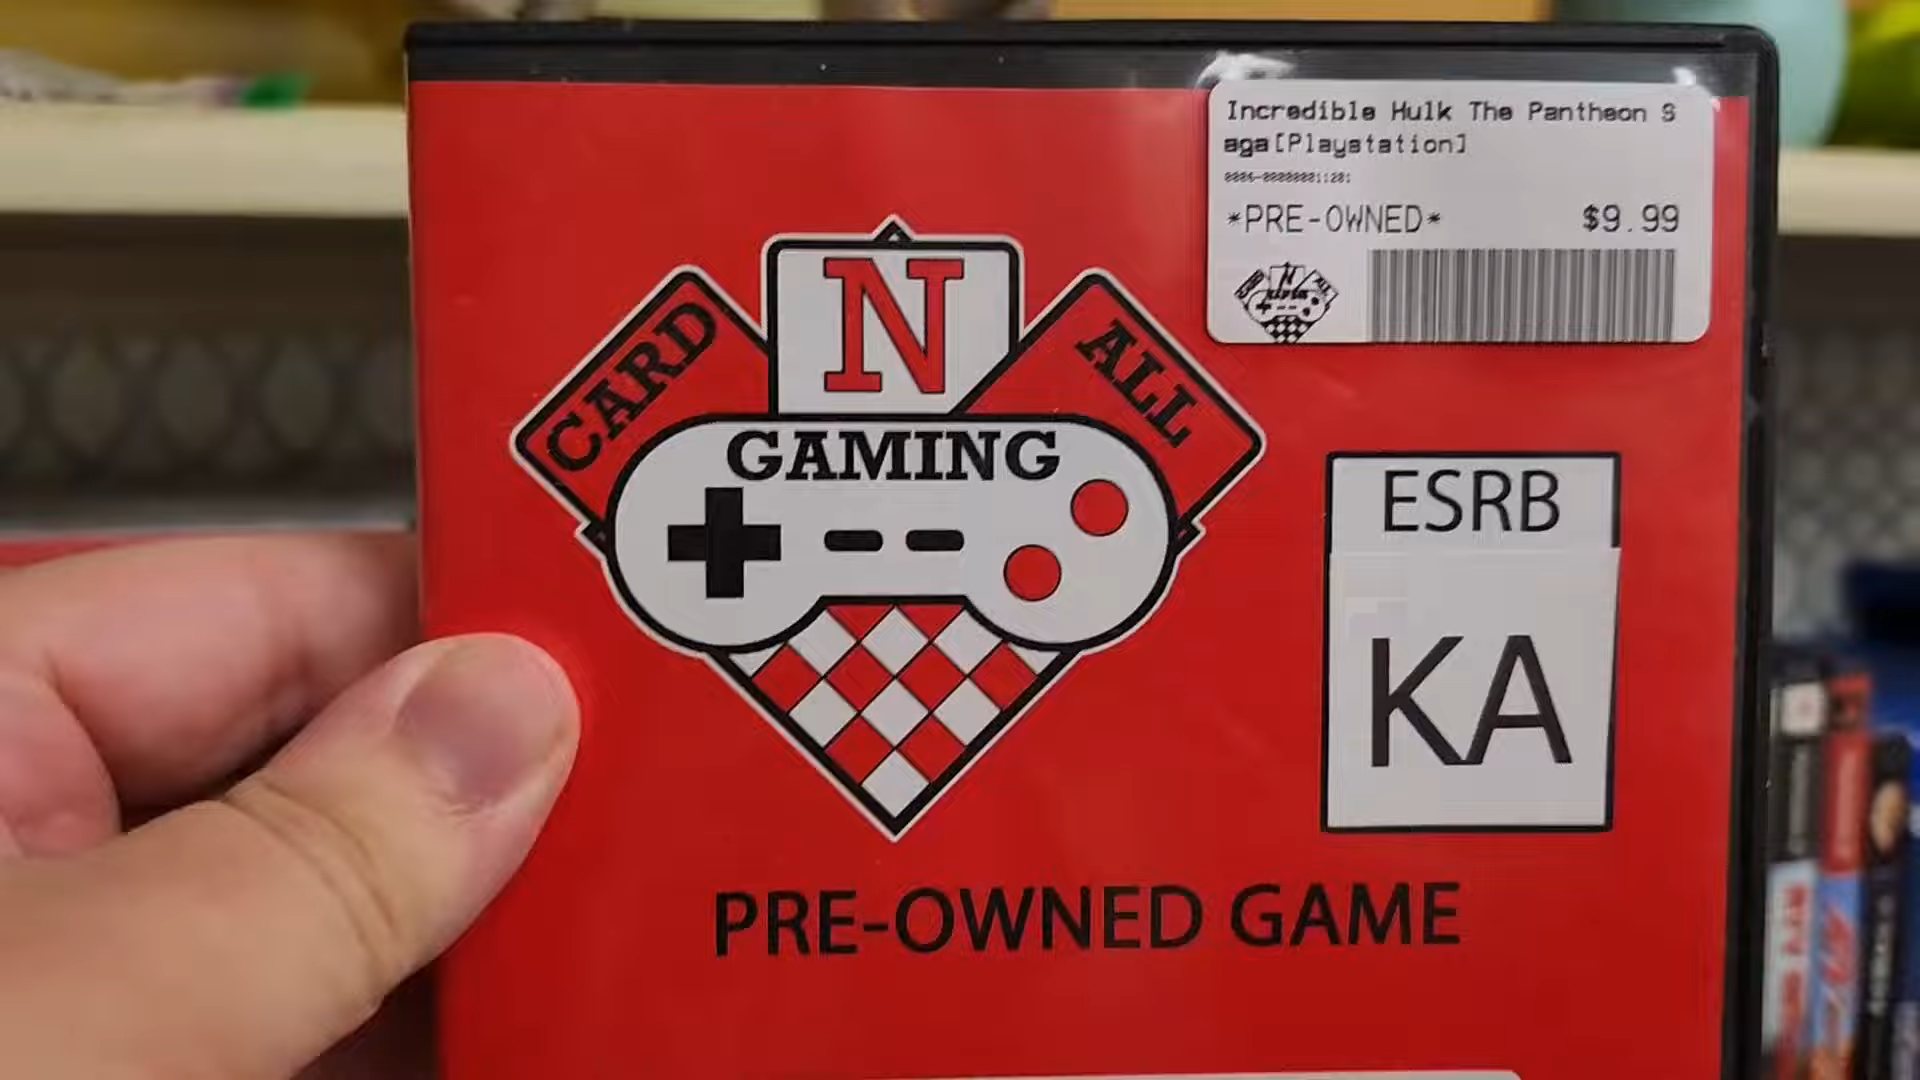 Incredible Hulk The Pantheon S
aga[Playstation]
*PRE-OWNED* $9.99
CARD N ALL
GAMING
ESRB
KA
PRE-OWNED GAME